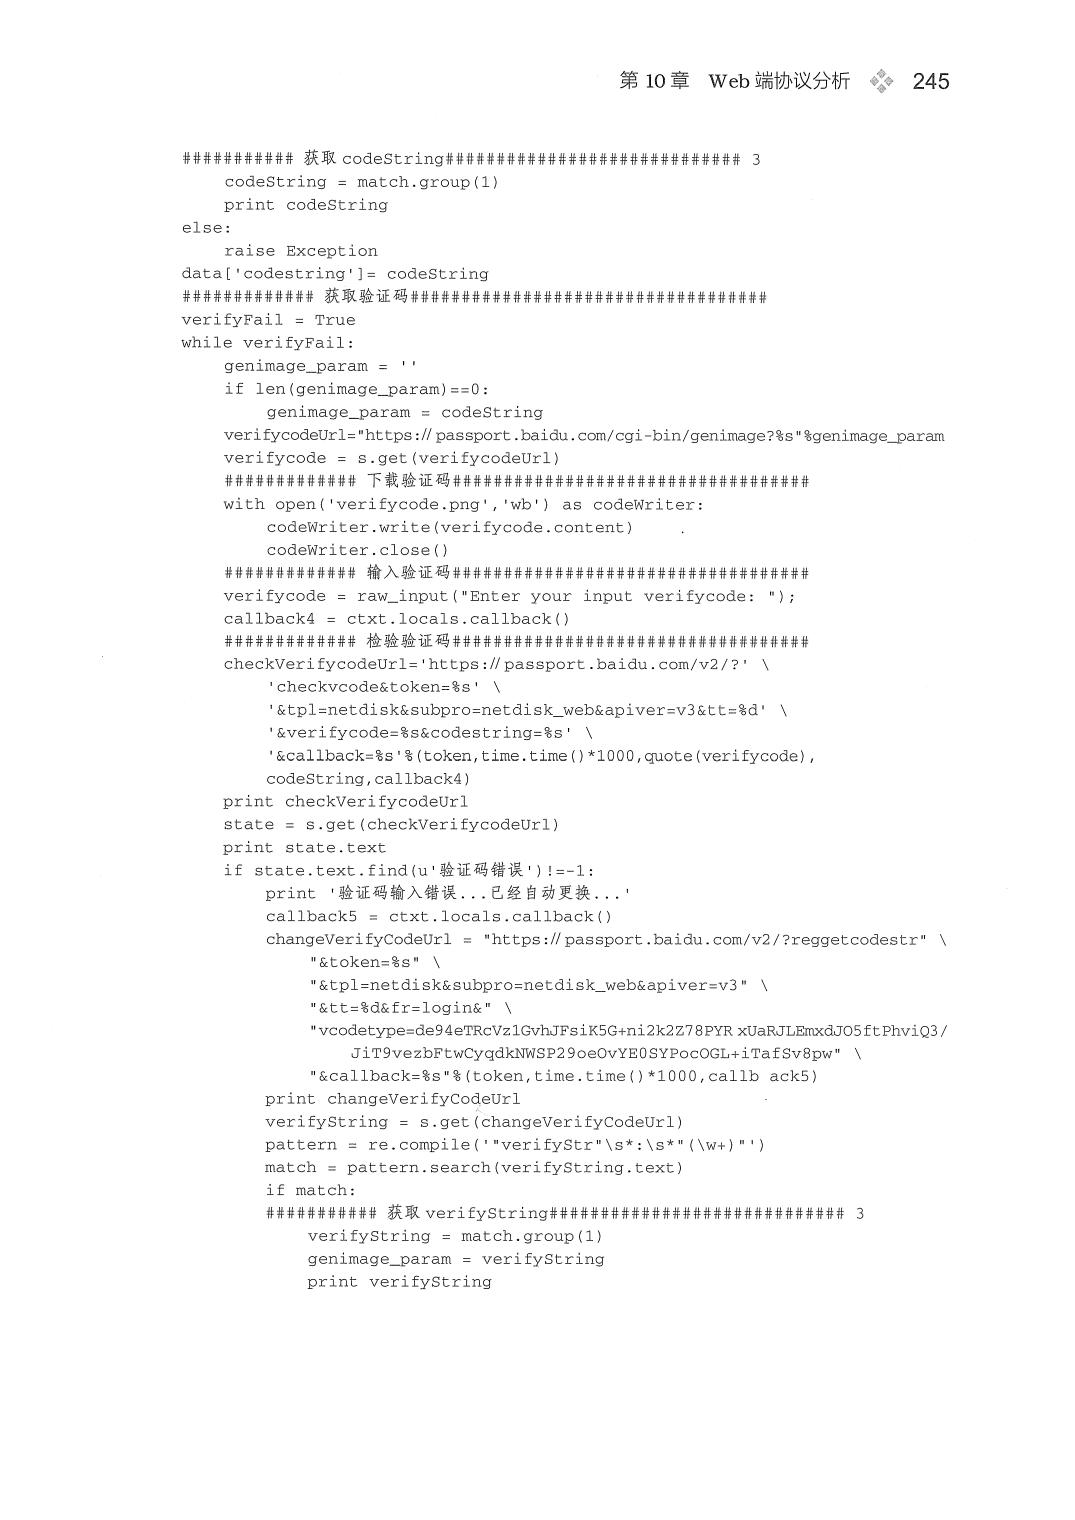 第 10 章 Web 端协议分析 245
########### 获取 codeString############################# 3
codeString = match.group(1)
print codeString
else:
raise Exception
data['codestring']= codeString
############# 获取验证码###################################
verifyFail = True
while verifyFail:
genimage_param = ''
if len(genimage_param)==0:
genimage_param = codeString
verifycodeUrl="https://passport.baidu.com/cgi-bin/genimage?%s"%genimage_param
verifycode = s.get(verifycodeUrl)
############# 下载验证码###################################
with open('verifycode.png','wb') as codeWriter:
codeWriter.write(verifycode.content)
codeWriter.close()
############# 输入验证码###################################
verifycode = raw_input("Enter your input verifycode: ");
callback4 = ctxt.locals.callback()
############# 检验验证码###################################
checkVerifycodeUrl='https://passport.baidu.com/v2/?' \
'checkvcode&token=%s' \
'&tpl=netdisk&subpro=netdisk_web&apiver=v3&tt=%d' \
'&verifycode=%s&codestring=%s' \
'&callback=%s'%(token,time.time()*1000,quote(verifycode),
codeString,callback4)
print checkVerifycodeUrl
state = s.get(checkVerifycodeUrl)
print state.text
if state.text.find(u'验证码错误')!=-1:
print '验证码输入错误...已经自动更换...'
callback5 = ctxt.locals.callback()
changeVerifyCodeUrl = "https://passport.baidu.com/v2/?reggetcodestr" \
"&token=%s" \
"&tpl=netdisk&subpro=netdisk_web&apiver=v3" \
"&tt=%d&fr=login&" \
"vcodetype=de94eTRcVz1GvhJFsiK5G+ni2k2Z78PYR xUaRJLEmxdJO5ftPhviQ3/
JiT9vezbFtwCyqdkNWSP29oeOvYE0SYPocOGL+iTafSv8pw" \
"&callback=%s"%(token,time.time()*1000,callb ack5)
print changeVerifyCodeUrl
verifyString = s.get(changeVerifyCodeUrl)
pattern = re.compile('"verifyStr"\s*:\s*"(\w+)"')
match = pattern.search(verifyString.text)
if match:
########### 获取 verifyString############################# 3
verifyString = match.group(1)
genimage_param = verifyString
print verifyString